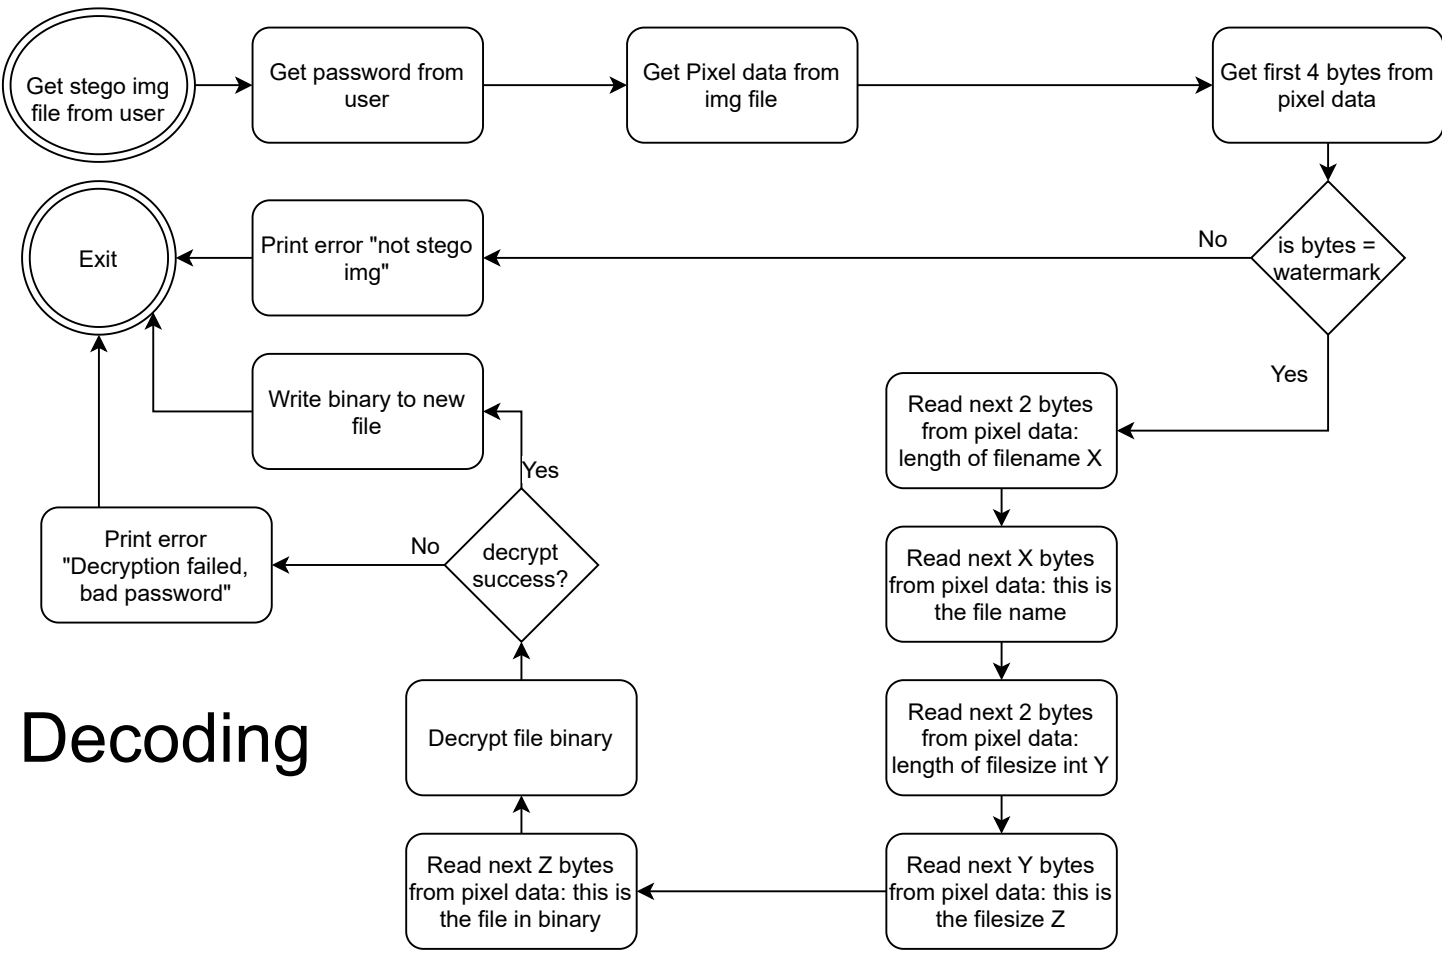 Get stego img
file from user
Get password from
user
Get Pixel data from
img file
Get first 4 bytes from
pixel data
is bytes =
watermark
No
Print error "not stego
img"
Exit
Yes
Read next 2 bytes
from pixel data:
length of filename X
Read next X bytes
from pixel data: this is
the file name
Read next 2 bytes
from pixel data:
length of filesize int Y
Read next Y bytes
from pixel data: this is
the filesize Z
Read next Z bytes
from pixel data: this is
the file in binary
Decrypt file binary
decrypt
success?
Yes
Write binary to new
file
No
Print error
"Decryption failed,
bad password"
Decoding